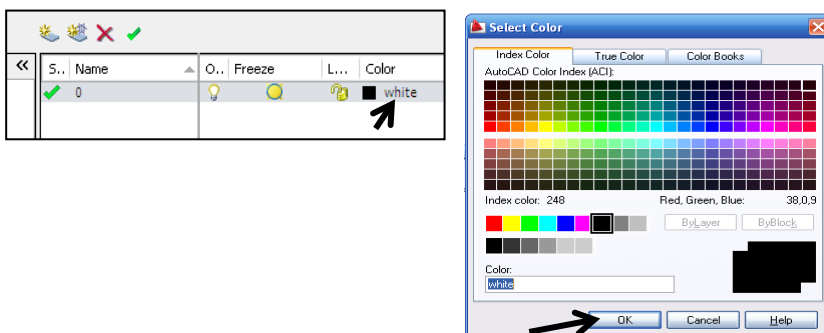 « S.. Name O.. Freeze L... Color
0 white
Select Color
Index Color True Color Color Books
AutoCAD Color Index (ACI):
Index color: 248 Red, Green, Blue: 38,0,9
ByLayer ByBlock
Color:
white
OK Cancel Help